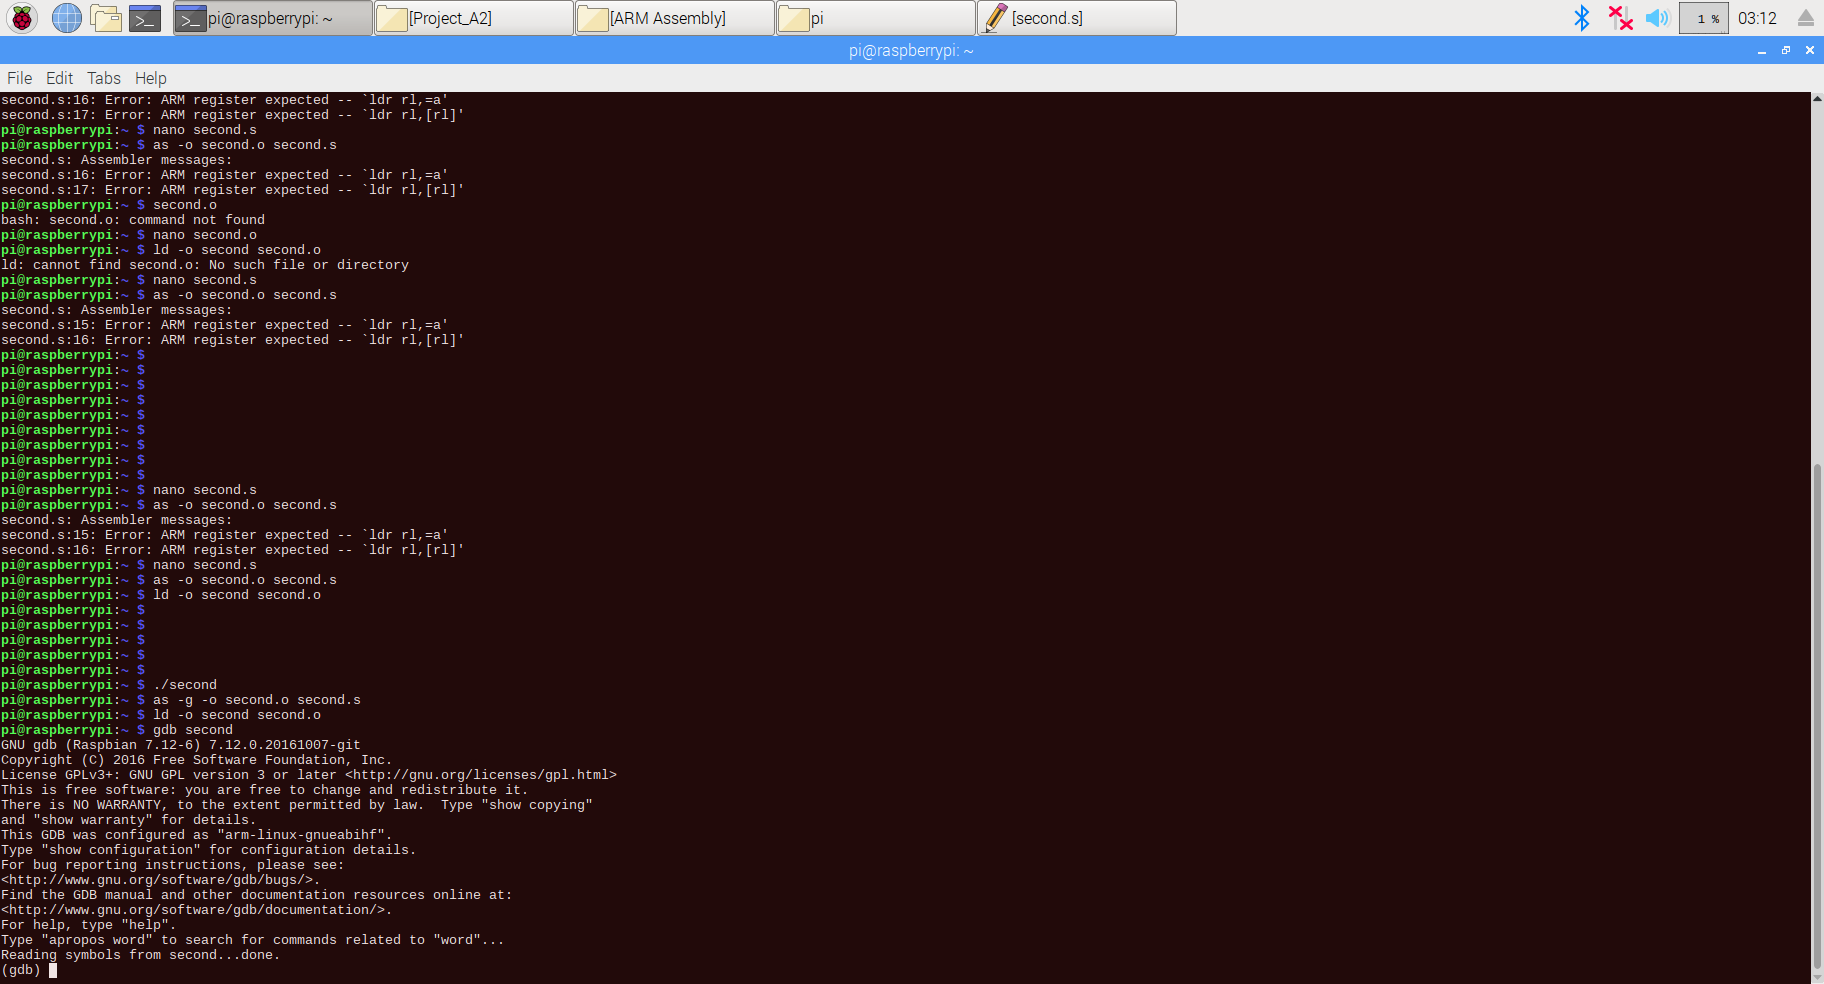 pi@raspberrypi: ~
[Project_A2]
[ARM Assembly]
pi
[second.s]
1 %
03:12
pi@raspberrypi: ~
File Edit Tabs Help
second.s:16: Error: ARM register expected -- `ldr rl,=a'
second.s:17: Error: ARM register expected -- `ldr rl,[rl]'
pi@raspberrypi:~ $ nano second.s
pi@raspberrypi:~ $ as -o second.o second.s
second.s: Assembler messages:
second.s:16: Error: ARM register expected -- `ldr rl,=a'
second.s:17: Error: ARM register expected -- `ldr rl,[rl]'
pi@raspberrypi:~ $ second.o
bash: second.o: command not found
pi@raspberrypi:~ $ nano second.o
pi@raspberrypi:~ $ ld -o second second.o
ld: cannot find second.o: No such file or directory
pi@raspberrypi:~ $ nano second.s
pi@raspberrypi:~ $ as -o second.o second.s
second.s: Assembler messages:
second.s:15: Error: ARM register expected -- `ldr rl,=a'
second.s:16: Error: ARM register expected -- `ldr rl,[rl]'
pi@raspberrypi:~ $
pi@raspberrypi:~ $
pi@raspberrypi:~ $
pi@raspberrypi:~ $
pi@raspberrypi:~ $
pi@raspberrypi:~ $
pi@raspberrypi:~ $
pi@raspberrypi:~ $
pi@raspberrypi:~ $
pi@raspberrypi:~ $ nano second.s
pi@raspberrypi:~ $ as -o second.o second.s
second.s: Assembler messages:
second.s:15: Error: ARM register expected -- `ldr rl,=a'
second.s:16: Error: ARM register expected -- `ldr rl,[rl]'
pi@raspberrypi:~ $ nano second.s
pi@raspberrypi:~ $ as -o second.o second.s
pi@raspberrypi:~ $ ld -o second second.o
pi@raspberrypi:~ $
pi@raspberrypi:~ $
pi@raspberrypi:~ $
pi@raspberrypi:~ $
pi@raspberrypi:~ $
pi@raspberrypi:~ $ ./second
pi@raspberrypi:~ $ as -g -o second.o second.s
pi@raspberrypi:~ $ ld -o second second.o
pi@raspberrypi:~ $ gdb second
GNU gdb (Raspbian 7.12-6) 7.12.0.20161007-git
Copyright (C) 2016 Free Software Foundation, Inc.
License GPLv3+: GNU GPL version 3 or later <http://gnu.org/licenses/gpl.html>
This is free software: you are free to change and redistribute it.
There is NO WARRANTY, to the extent permitted by law.  Type "show copying"
and "show warranty" for details.
This GDB was configured as "arm-linux-gnueabihf".
Type "show configuration" for configuration details.
For bug reporting instructions, please see:
<http://www.gnu.org/software/gdb/bugs/>.
Find the GDB manual and other documentation resources online at:
<http://www.gnu.org/software/gdb/documentation/>.
For help, type "help".
Type "apropos word" to search for commands related to "word"...
Reading symbols from second...done.
(gdb)